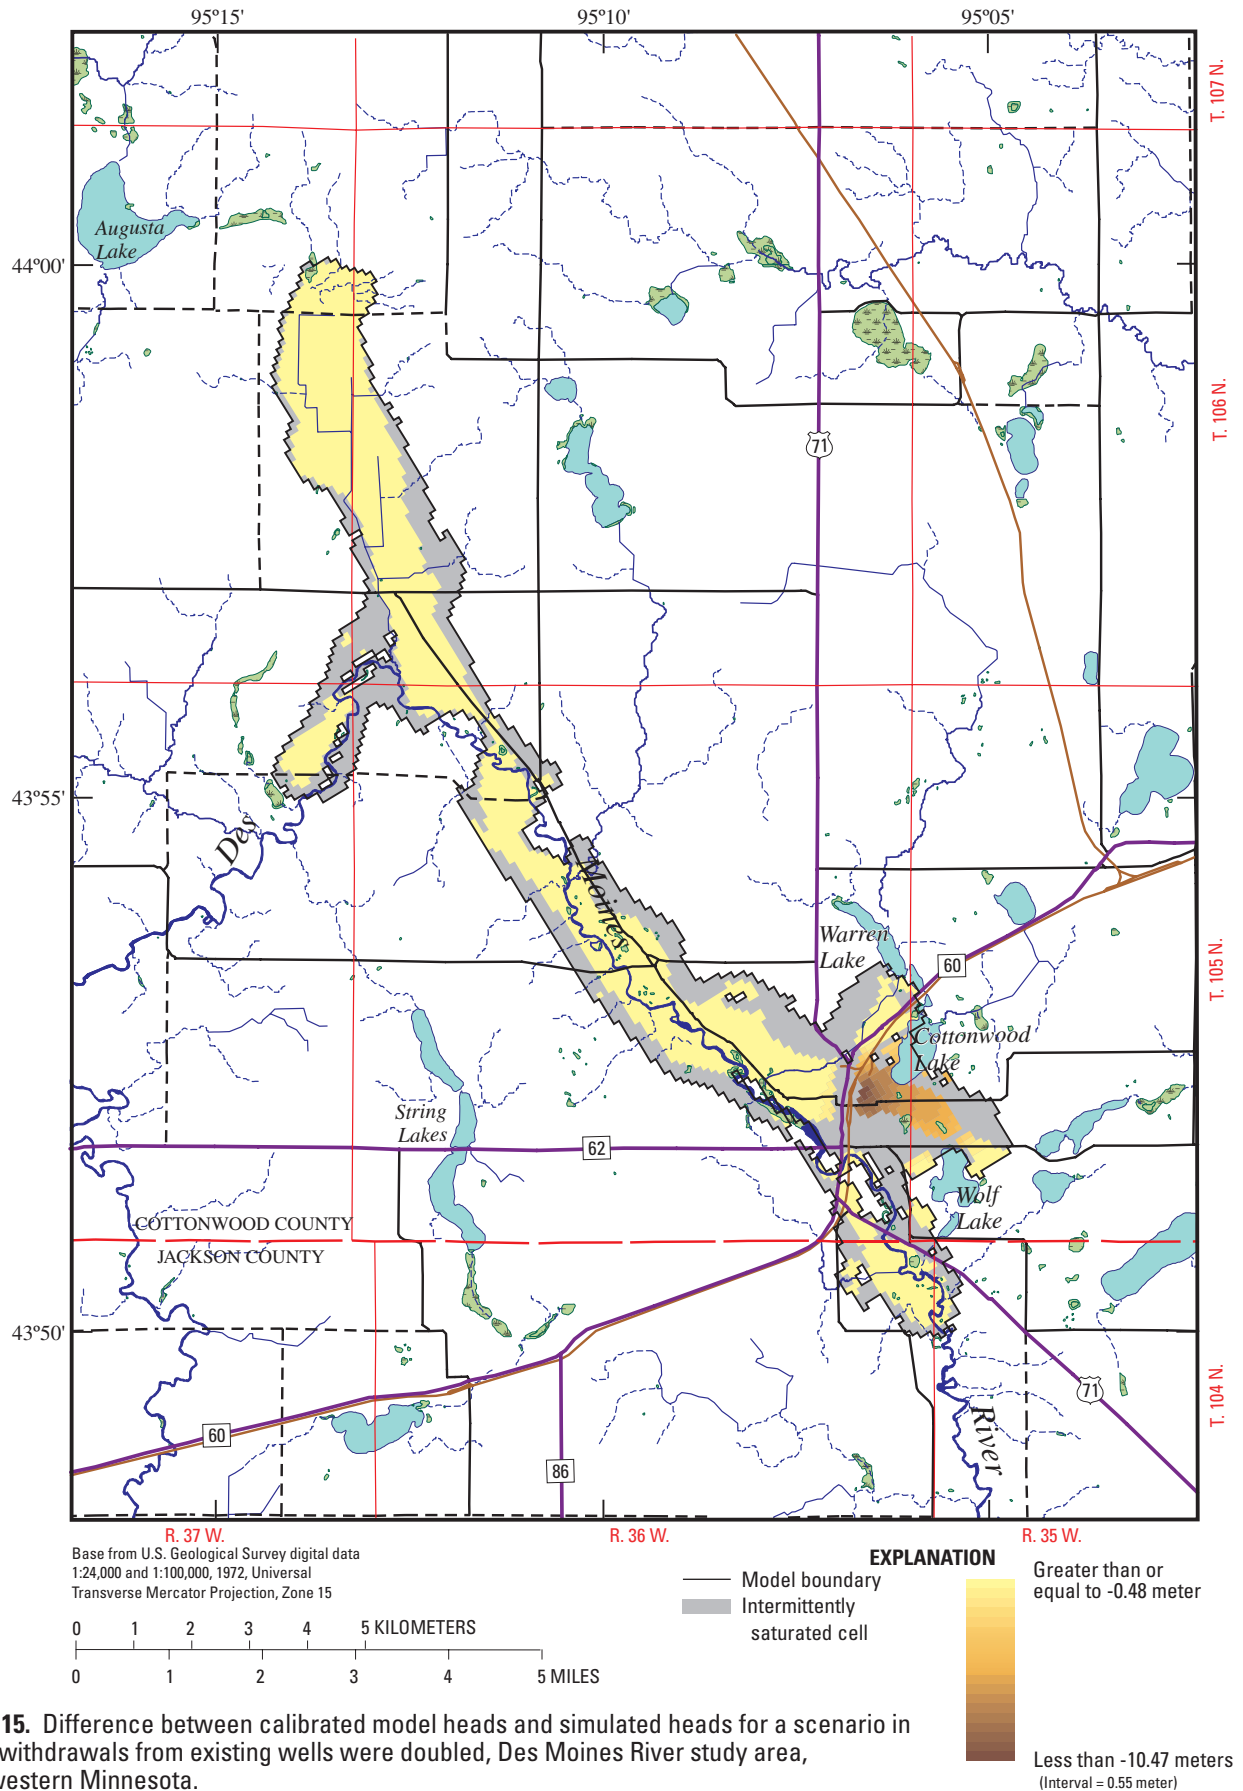 95°15'
95°10'
95°05'
T. 107 N.
Augusta
Lake
44°00'
T. 106 N.
71
43°55'
Des
Moines
Warren
Lake
60
T. 105 N.
Cottonwood
Lake
String
Lakes
62
Wolf
Lake
COTTONWOOD COUNTY
JACKSON COUNTY
43°50'
71
T. 104 N.
60
86
River
R. 37 W.
R. 36 W.
R. 35 W.
Base from U.S. Geological Survey digital data
1:24,000 and 1:100,000, 1972, Universal
Transverse Mercator Projection, Zone 15
0 1 2 3 4 5 KILOMETERS
0 1 2 3 4 5 MILES
EXPLANATION
Model boundary
Intermittently
saturated cell
Greater than or
equal to -0.48 meter
Less than -10.47 meters
(Interval = 0.55 meter)
15. Difference between calibrated model heads and simulated heads for a scenario in
withdrawals from existing wells were doubled, Des Moines River study area,
western Minnesota.